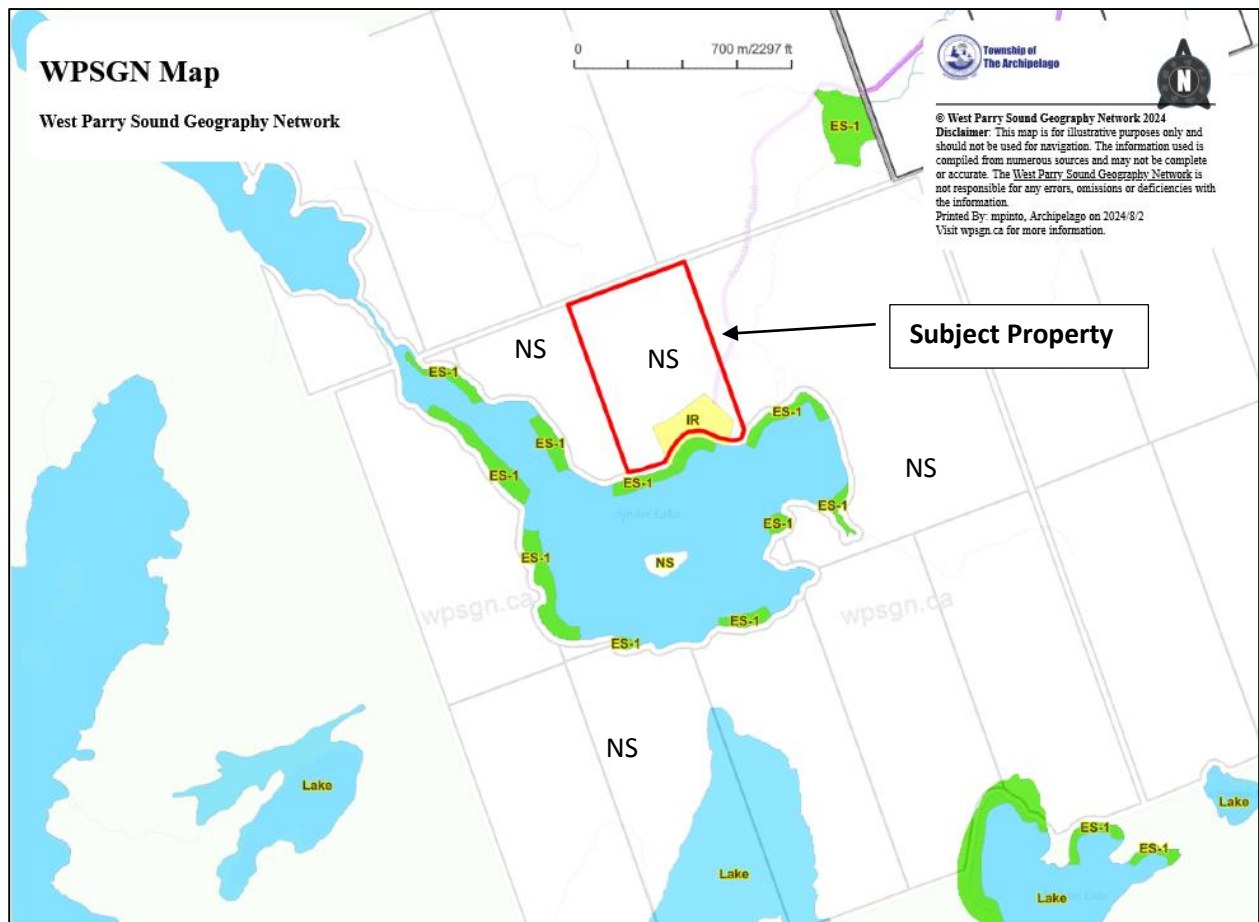 WPSGN Map
West Parry Sound Geography Network
0 700 m/2297 ft
Township of
The Archipelago
N
© West Parry Sound Geography Network 2024
Disclaimer: This map is for illustrative purposes only and
should not be used for navigation. The information used is
compiled from numerous sources and may not be complete
or accurate. The West Parry Sound Geography Network is
not responsible for any errors, omissions or deficiencies with
the information.
Printed By: mpinto, Archipelago on 2024/8/2
Visit wpsgn.ca for more information.
ES-1
Subject Property
NS
NS
ES-1
IR
ES-1
ES-1
NS
ES-1
ES-1
ES-1
Spider Lake
ES-1
ES-1
NS
wpsgn.ca
wpsgn.ca
ES-1
ES-1
NS
Lake
Lake
ES-1
ES-1
Lake
Lake
Lake